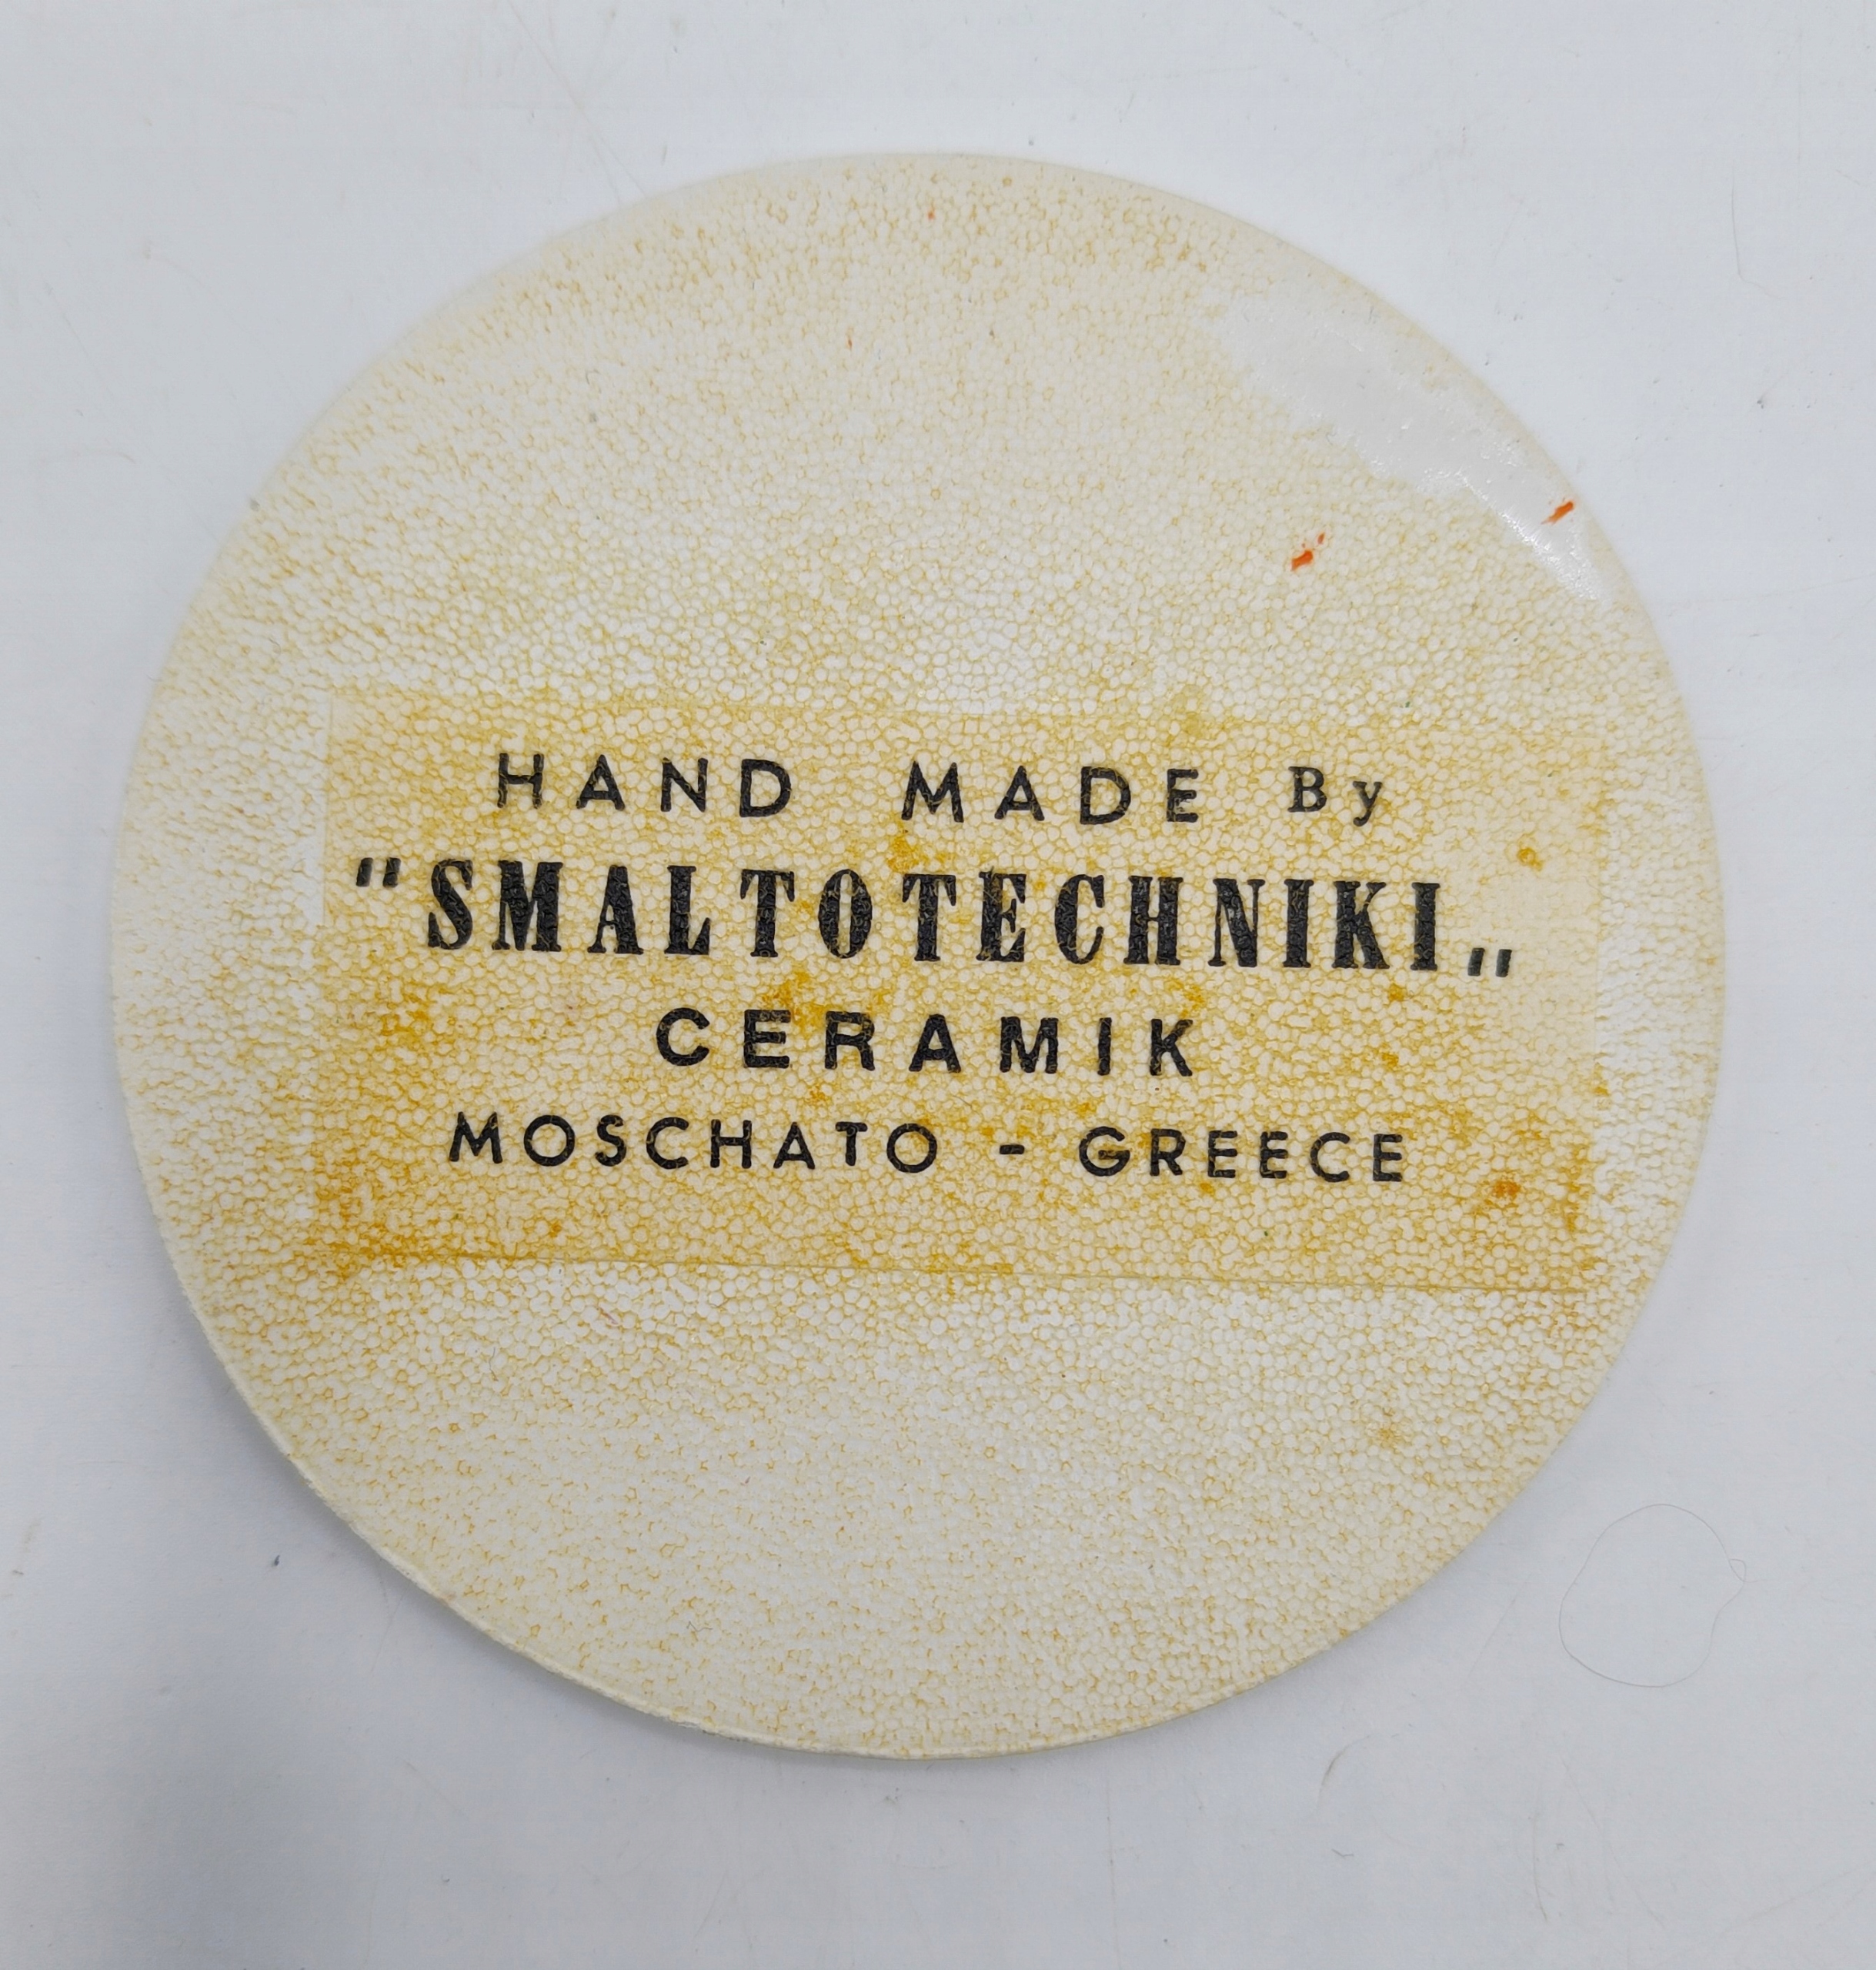 HAND MADE By
"SMALTOTECHNIKI„
CERAMIK
MOSCHATO - GREECE